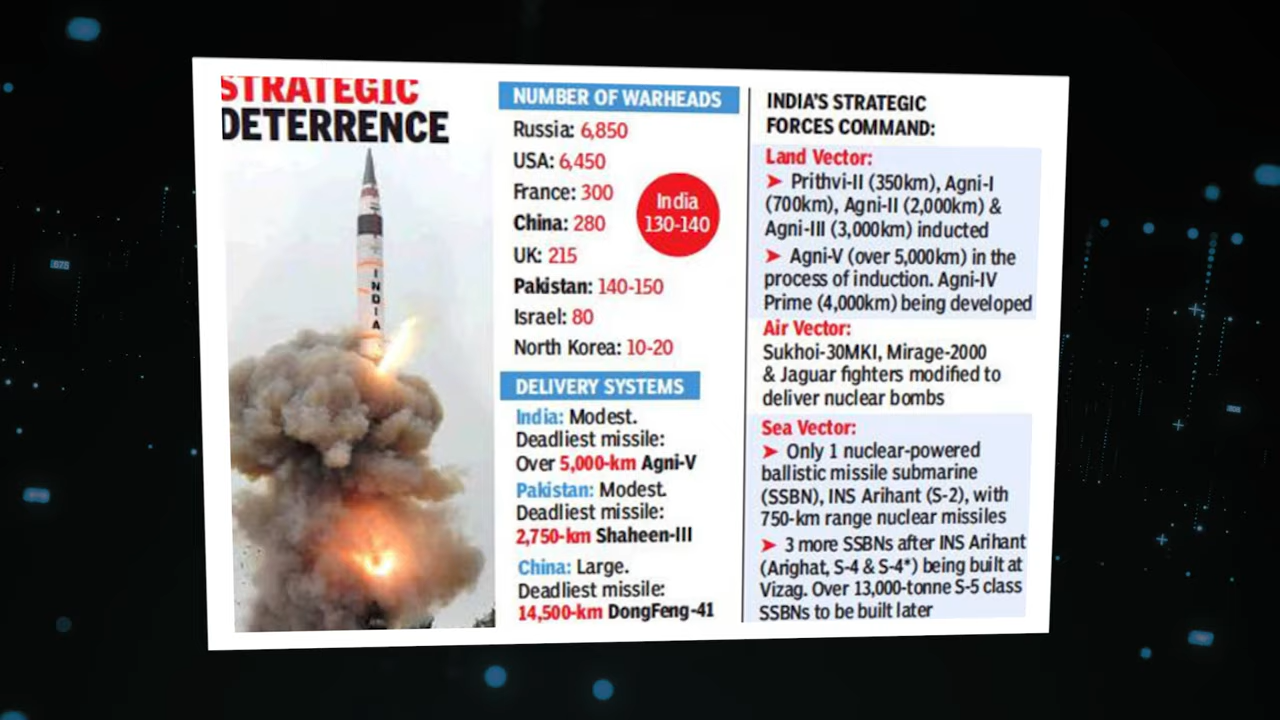 STRATEGIC
DETERRENCE
INDIA
NUMBER OF WARHEADS
Russia: 6,850
USA: 6,450
France: 300
China: 280
UK: 215
Pakistan: 140-150
Israel: 80
North Korea: 10-20
India
130-140
DELIVERY SYSTEMS
India: Modest.
Deadliest missile:
Over 5,000-km Agni-V
Pakistan: Modest.
Deadliest missile:
2,750-km Shaheen-III
China: Large.
Deadliest missile:
14,500-km DongFeng-41
INDIA'S STRATEGIC
FORCES COMMAND:
Land Vector:
➤ Prithvi-II (350km), Agni-I
(700km), Agni-II (2,000km) &
Agni-III (3,000km) inducted
➤ Agni-V (over 5,000km) in the
process of induction. Agni-IV
Prime (4,000km) being developed
Air Vector:
Sukhoi-30MKI, Mirage-2000
& Jaguar fighters modified to
deliver nuclear bombs
Sea Vector:
➤ Only 1 nuclear-powered
ballistic missile submarine
(SSBN), INS Arihant (S-2), with
750-km range nuclear missiles
➤ 3 more SSBNs after INS Arihant
(Arighat, S-4 & S-4*) being built at
Vizag. Over 13,000-tonne S-5 class
SSBNs to be built later